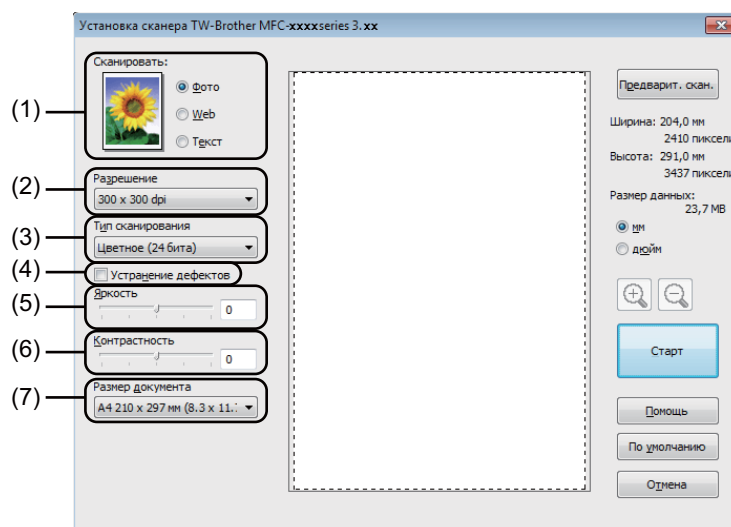 Установка сканера TW-Brother MFC-xxxxseries 3.xx
(1)
Сканировать:
Фото
Web
Текст
(2)
Разрешение
300 x 300 dpi
(3)
Тип сканирования
Цветное (24 бита)
(4)
Устранение дефектов
(5)
Яркость
0
(6)
Контрастность
0
(7)
Размер документа
A4 210 x 297 мм (8.3 x 11.
Предварит. скан.
Ширина: 204,0 мм
2410 пиксели
Высота: 291,0 мм
3437 пиксели
Размер данных:
23,7 MB
мм
дюйм
Старт
Помощь
По умолчанию
Отмена